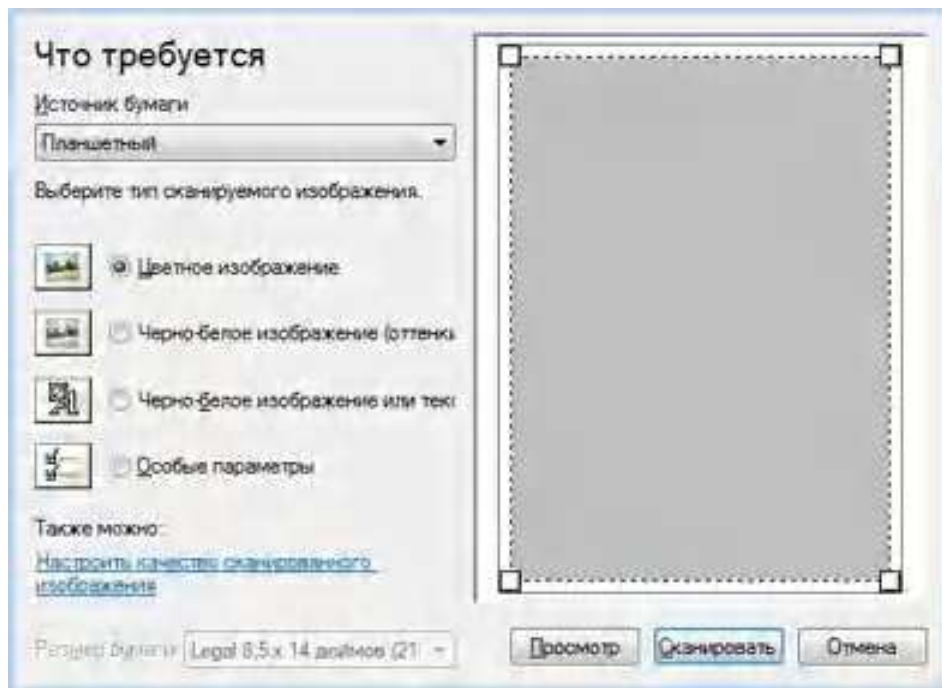 Что требуется
Источник бумаги
Планшетный
Выберите тип сканируемого изображения.
Цветное изображение
Черно-белое изображение (оттенки
Черно-белое изображение или текс
Особые параметры
Также можно:
Настроить качество сканированного
изображения
Размер бумаги: Legal 8,5 x 14 дюймов (21
Просмотр Сканировать Отмена